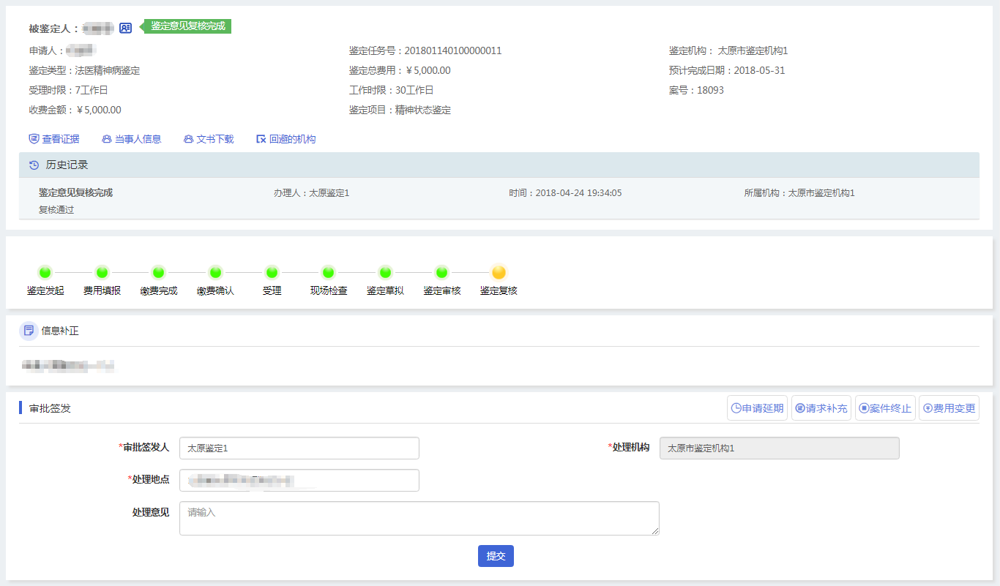 被鉴定人：
鉴定意见复核完成
申请人：
鉴定任务号：201801140100000011
鉴定机构： 太原市鉴定机构1
鉴定类型：法医精神病鉴定
鉴定总费用：￥5,000.00
预计完成日期：2018-05-31
受理时限：7工作日
工作时限：30工作日
案号：18093
收费金额：￥5,000.00
鉴定项目：精神状态鉴定
查看证据 当事人信息 文书下载 回避的机构
历史记录
鉴定意见复核完成 办理人：太原鉴定1 时间：2018-04-24 19:34:05 所属机构：太原市鉴定机构1
复核通过
鉴定发起 费用填报 缴费完成 缴费确认 受理 现场检查 鉴定草拟 鉴定审核 鉴定复核
信息补正
审批签发 申请延期 请求补充 案件终止 费用变更
*审批签发人 太原鉴定1 *处理机构 太原市鉴定机构1
*处理地点
处理意见 请输入
提交